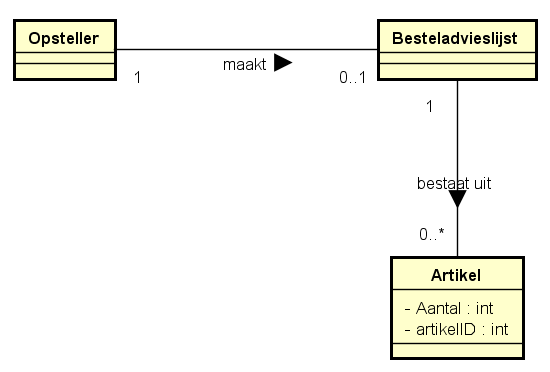 Opsteller
Besteladvieslijst
maakt
1
0..1
1
bestaat uit
0..*
Artikel
- Aantal : int
- artikelID : int